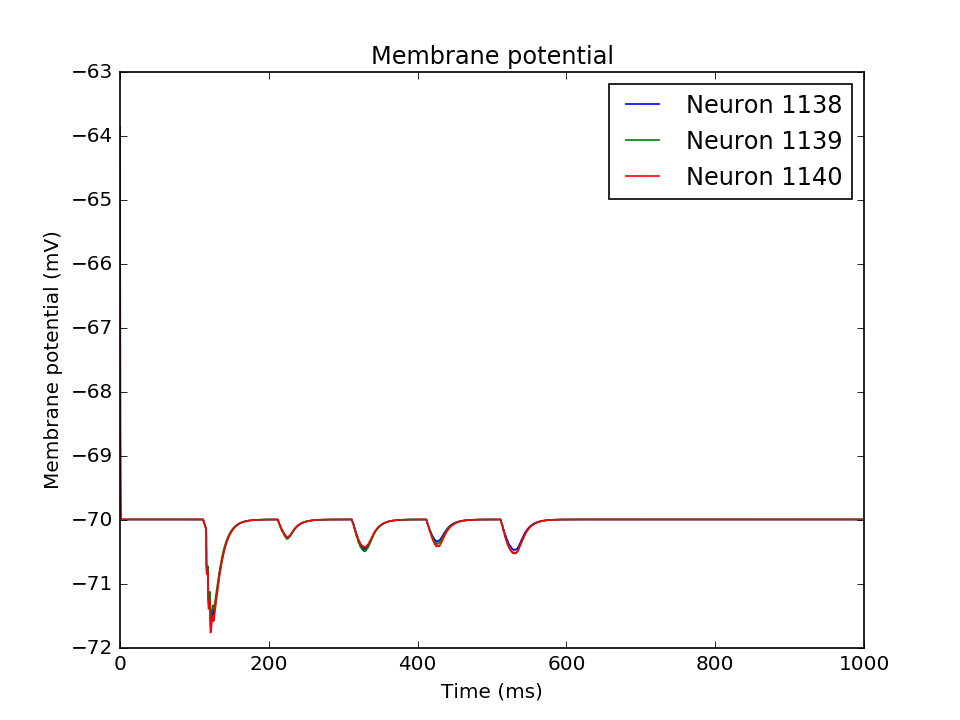 Membrane potential
Neuron 1138
Neuron 1139
Neuron 1140
Membrane potential (mV)
−63
−64
−65
−66
−67
−68
−69
−70
−71
−72
0 200 400 600 800 1000
Time (ms)